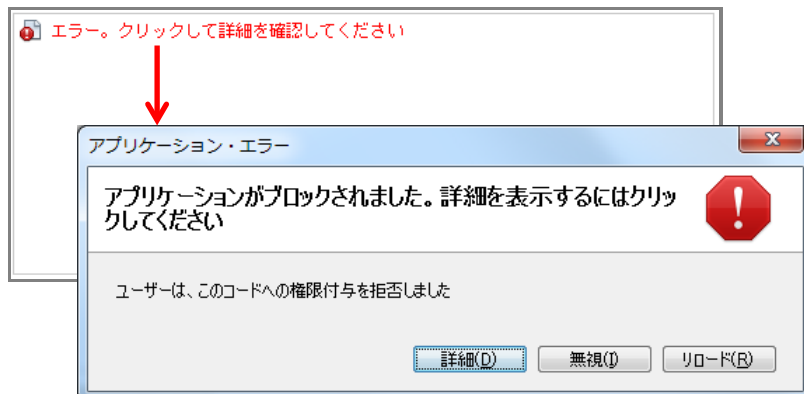 エラー。クリックして詳細を確認してください
アプリケーション・エラー
アプリケーションがブロックされました。詳細を表示するにはクリッ
クしてください
ユーザーは、このコードへの権限付与を拒否しました
詳細(D) 無視(I) リロード(R)